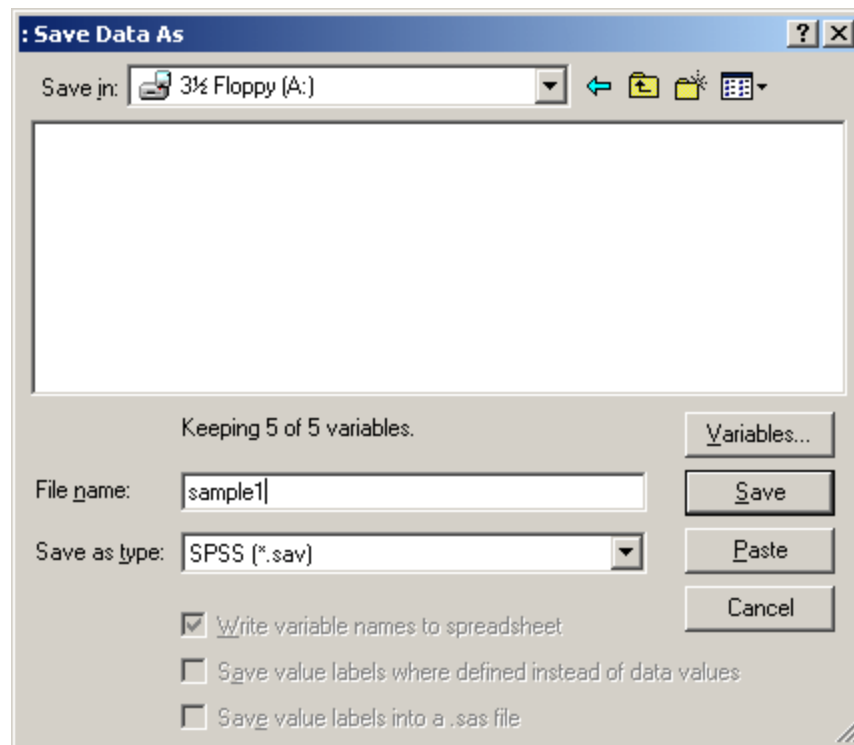 : Save Data As
Save in: 3½ Floppy (A:)
Keeping 5 of 5 variables.
Variables...
File name: sample1
Save
Save as type: SPSS (*.sav)
Paste
Cancel
Write variable names to spreadsheet
Save value labels where defined instead of data values
Save value labels into a .sas file